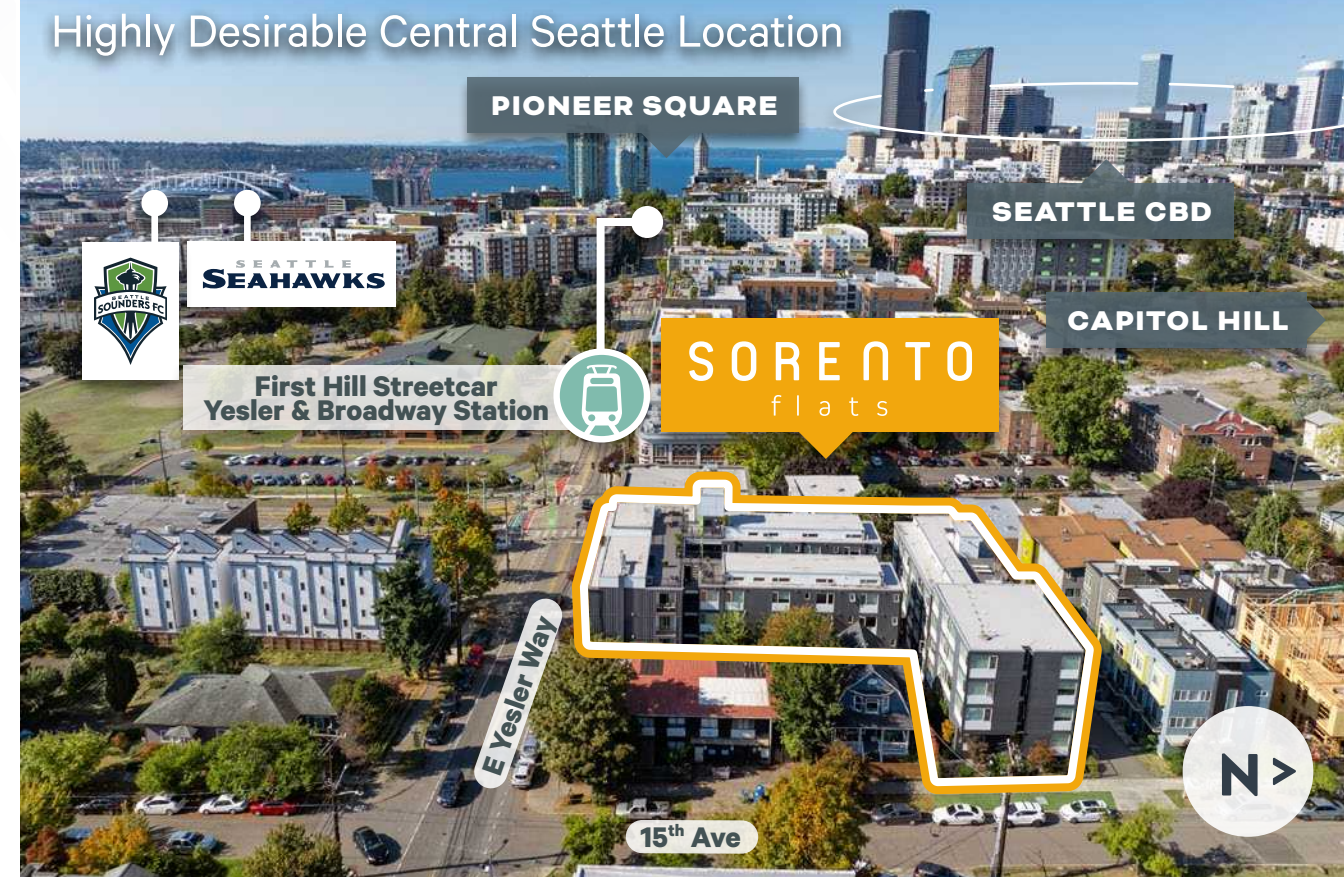 Highly Desirable Central Seattle Location
PIONEER SQUARE
SEATTLE CBD
SEATTLE
SEAHAWKS
SEATTLE
SOUNDERS FC
CAPITOL HILL
SORENTO
flats
First Hill Streetcar
Yesler & Broadway Station
E Yesler Way
15th Ave
N >